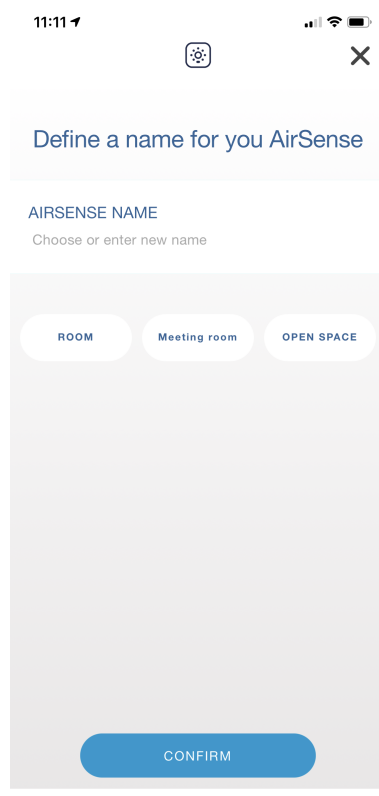 11:11
Define a name for you AirSense
AIRSENSE NAME
Choose or enter new name
ROOM
Meeting room
OPEN SPACE
CONFIRM